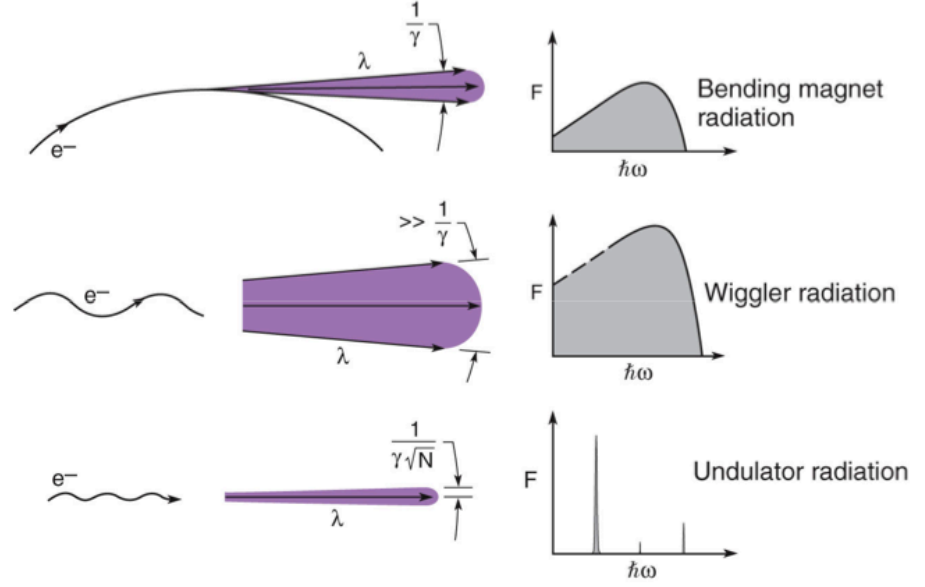 1
γ
λ
e–
F
ħω
Bending magnet
radiation
>> 1
γ
e–
λ
F
ħω
Wiggler radiation
1
γ√N
e–
λ
F
ħω
Undulator radiation